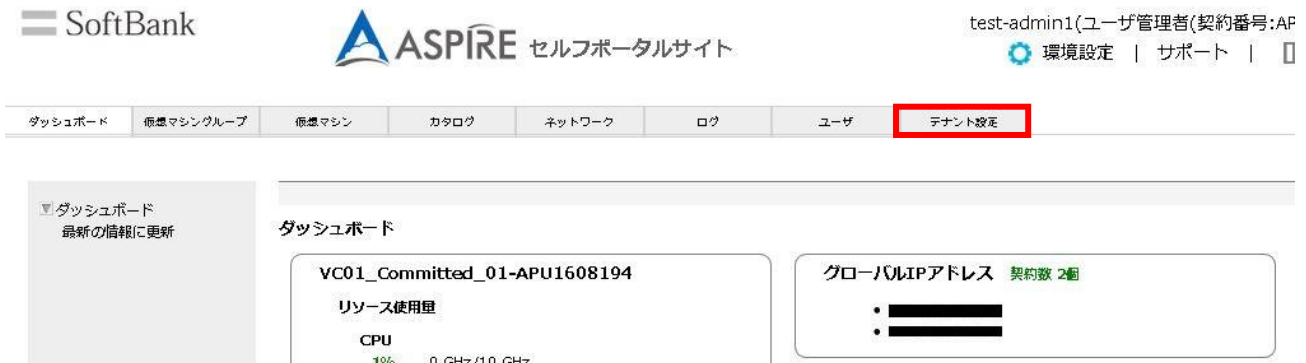 SoftBank
ASPIRE セルフポータルサイト
test-admin1(ユーザ管理者(契約番号:AP
環境設定 | サポート |
ダッシュボード 仮想マシングループ 仮想マシン カタログ ネットワーク ログ ユーザ テナント設定
ダッシュボード
最新の情報に更新
ダッシュボード
VC01_Committed_01-APU1608194
リソース使用量
CPU
1% 0 GHz/10 GHz
グローバルIPアドレス 契約数 2個